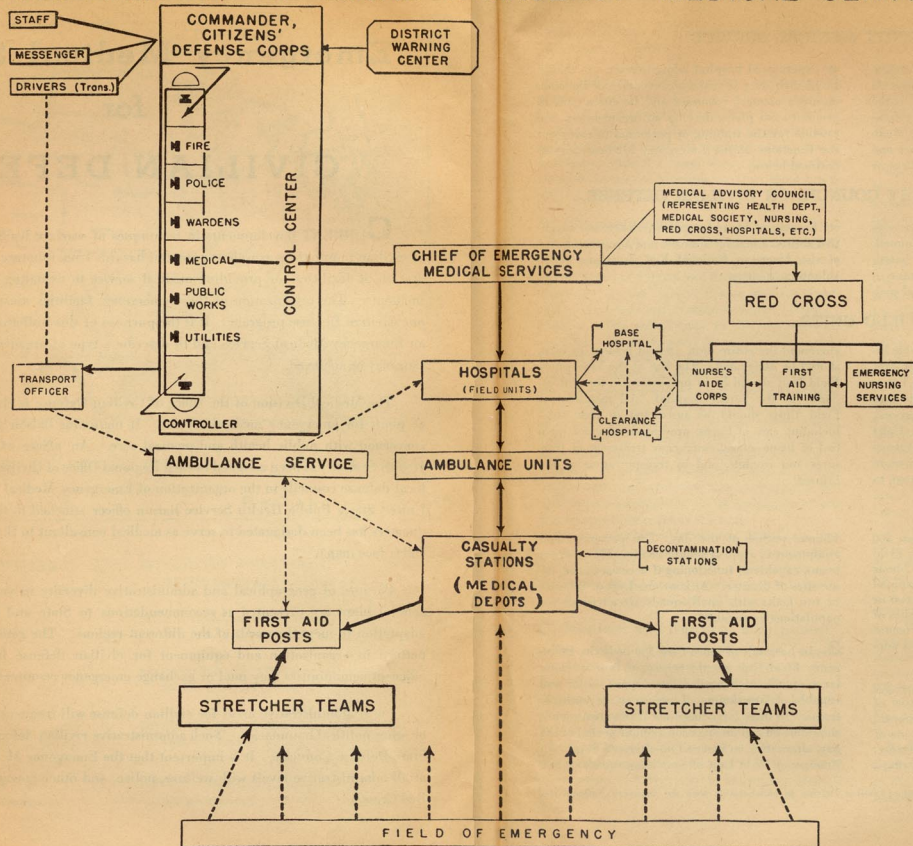 STAFF
MESSENGER
DRIVERS (Trans.)
COMMANDER,
CITIZENS'
DEFENSE CORPS
DISTRICT
WARNING
CENTER
FIRE
POLICE
WARDENS
MEDICAL
PUBLIC
WORKS
UTILITIES
CONTROL CENTER
CONTROLLER
TRANSPORT
OFFICER
MEDICAL ADVISORY COUNCIL
(REPRESENTING HEALTH DEPT.,
MEDICAL SOCIETY, NURSING,
RED CROSS, HOSPITALS, ETC.)
CHIEF OF EMERGENCY
MEDICAL SERVICES
RED CROSS
BASE
HOSPITAL
HOSPITALS
(FIELD UNITS)
NURSE'S
AIDE
CORPS
FIRST
AID
TRAINING
EMERGENCY
NURSING
SERVICES
CLEARANCE
HOSPITAL
AMBULANCE SERVICE
AMBULANCE UNITS
CASUALTY
STATIONS
(MEDICAL
DEPOTS)
DECONTAMINATION
STATIONS
FIRST AID
POSTS
FIRST AID
POSTS
STRETCHER TEAMS
STRETCHER TEAMS
FIELD OF EMERGENCY